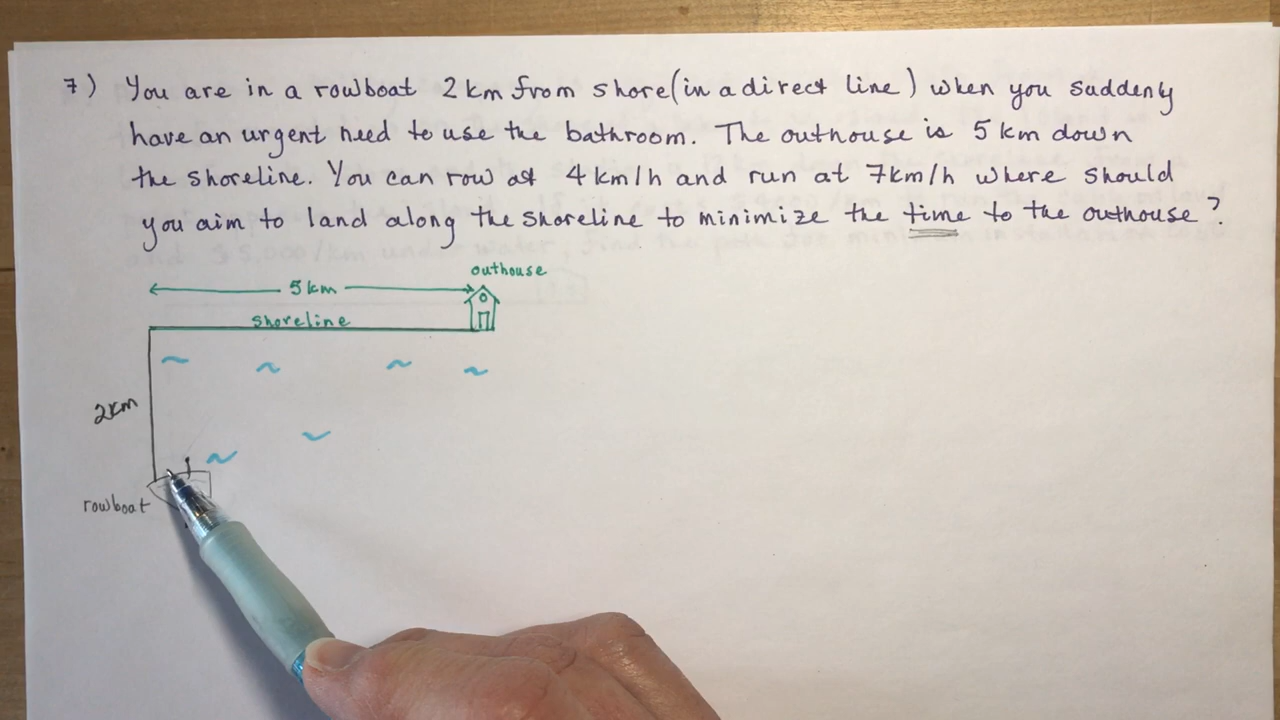 7) You are in a rowboat 2 km from shore (in a direct line) when you suddenly
have an urgent need to use the bathroom. The outhouse is 5 km down
the shoreline. You can row at 4 km/h and run at 7km/h where should
you aim to land along the shoreline to minimize the time to the outhouse?
outhouse
5 km
shoreline
2km
rowboat